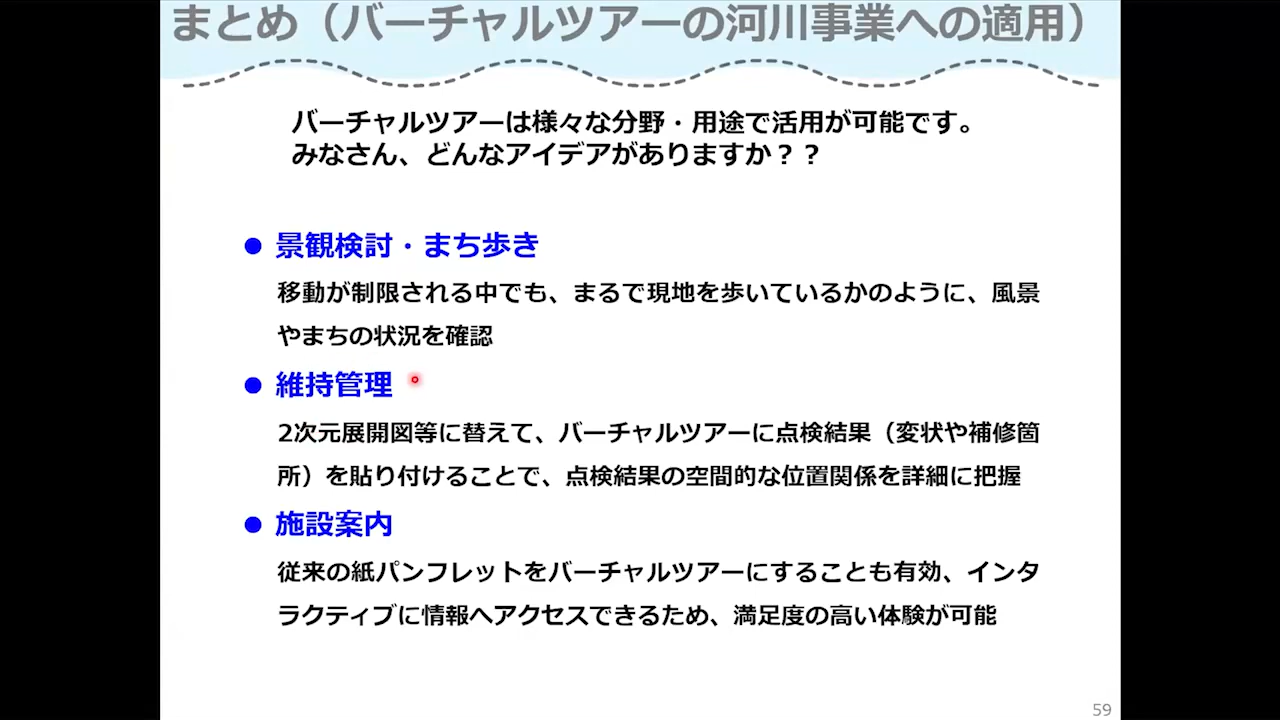 まとめ（バーチャルツアーの河川事業への適用）
バーチャルツアーは様々な分野・用途で活用が可能です。
みなさん、どんなアイデアがありますか？？
● 景観検討・まち歩き
移動が制限される中でも、まるで現地を歩いているかのように、風景
やまちの状況を確認
● 維持管理
2次元展開図等に替えて、バーチャルツアーに点検結果（変状や補修箇
所）を貼り付けることで、点検結果の空間的な位置関係を詳細に把握
● 施設案内
従来の紙パンフレットをバーチャルツアーにすることも有効、インタ
ラクティブに情報へアクセスできるため、満足度の高い体験が可能
59